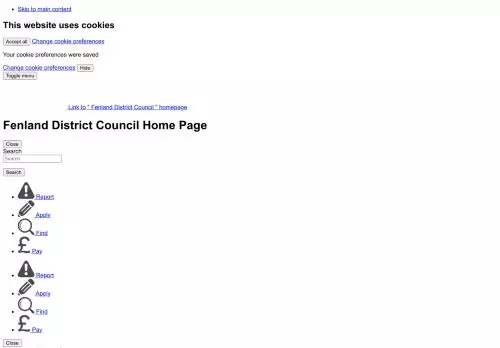 Skip to main content
This website uses cookies
Accept all Change cookie preferences
Your cookie preferences were saved
Change cookie preferences Hide
Toggle menu
Link to " Fenland District Council " homepage
Fenland District Council Home Page
Close
Search
Search
Search
Report
Apply
Find
£ Pay
Report
Apply
Find
£ Pay
Close